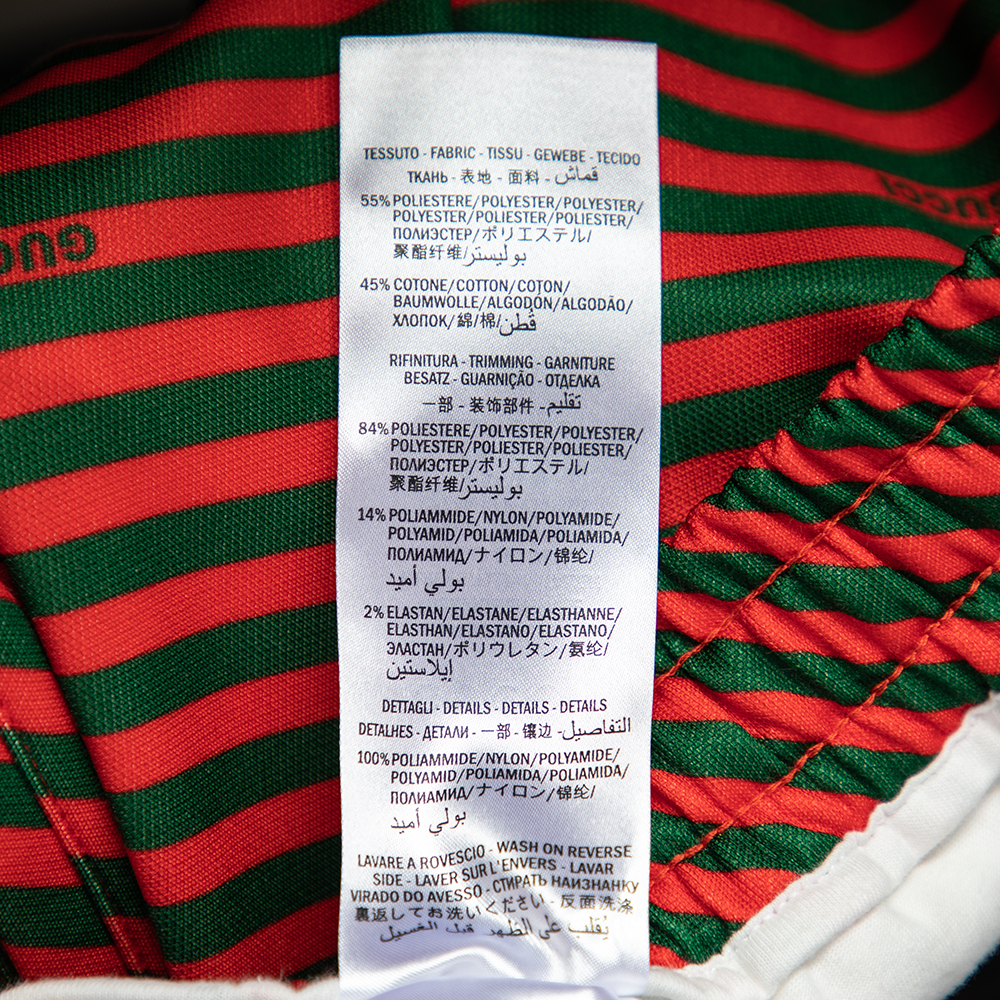 TESSUTO - FABRIC - TISSU - GEWEBE - TECIDO
ТКАНЬ - 表地 - 面料 - قماش
55% POLIESTERE/POLYESTER/POLYESTER/
POLYESTER/POLIESTER/POLIESTER/
ПОЛИЭСТЕР/ポリエステル/
聚酯纤维/بوليستر
45% COTONE/COTTON/COTON/
BAUMWOLLE/ALGODÓN/ALGODÃO/
ХЛОПОК/綿/棉/قُطن
RIFINITURA - TRIMMING - GARNITURE
BESATZ - GUARNIÇÃO - ОТДЕЛКА
一部 - 装饰部件 - تقليم
84% POLIESTERE/POLYESTER/POLYESTER/
POLYESTER/POLIESTER/POLIESTER/
ПОЛИЭСТЕР/ポリエステル/
聚酯纤维/بوليستر
14% POLIAMMIDE/NYLON/POLYAMIDE/
POLYAMID/POLIAMIDA/POLIAMIDA/
ПОЛИАМИД/ナイロン/锦纶/
بولي أميد
2% ELASTAN/ELASTANE/ELASTHANNE/
ELASTHAN/ELASTANO/ELASTANO/
ЭЛАСТАН/ポリウレタン/氨纶/
إيلاستين
DETTAGLI - DETAILS - DETAILS - DETAILS
DETALHES - ДЕТАЛИ - 一部 - 镶边 - التفاصيل
100% POLIAMMIDE/NYLON/POLYAMIDE/
POLYAMID/POLIAMIDA/POLIAMIDA/
ПОЛИАМИД/ナイロン/锦纶/
بولي أميد
LAVARE A ROVESCIO - WASH ON REVERSE
SIDE - LAVER SUR L'ENVERS - LAVAR
VIRADO DO AVESSO - СТИРАТЬ НАИЗНАНКУ
裏返してお洗いください - 反面洗涤
يُقلب على الظهر قبل الغسيل
GUCCI
GUCCI